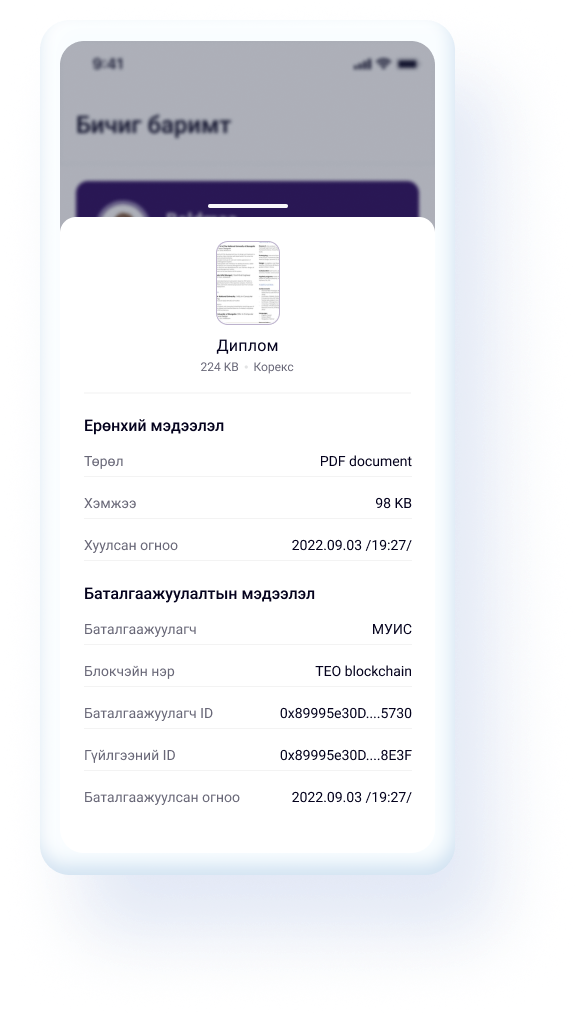 9:41
Бичиг баримт
Диплом
224 KB • Корекс
Ерөнхий мэдээлэл
Төрөл PDF document
Хэмжээ 98 KB
Хуулсан огноо 2022.09.03 /19:27/
Баталгаажуулалтын мэдээлэл
Баталгаажуулагч МУИС
Блокчэйн нэр TEO blockchain
Баталгаажуулагч ID 0x89995e30D....5730
Гүйлгээний ID 0x89995e30D....8E3F
Баталгаажуулсан огноо 2022.09.03 /19:27/